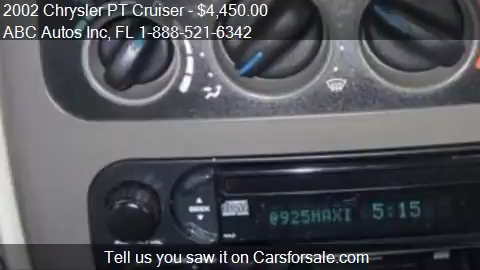 2002 Chrysler PT Cruiser - $4,450.00
ABC Autos Inc, FL 1-888-521-6342
@925MAXI 5:15
Tell us you saw it on Carsforsale.com